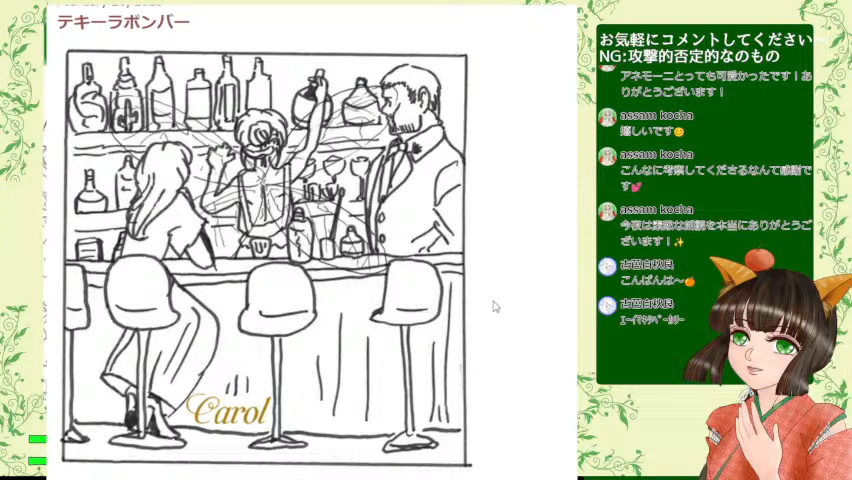 テキーラボンバー
Carol
お気軽にコメントしてください
NG:攻撃的否定的なのもの
アネモーニとっても可愛かったです！あ
りがとうございます！
assam kocha
嬉しいです
assam kocha
こんなに考察してくださるなんて感謝で
す
assam kocha
今夜は素敵な朗読を本当にありがとうご
ざいます！
こんばんは～